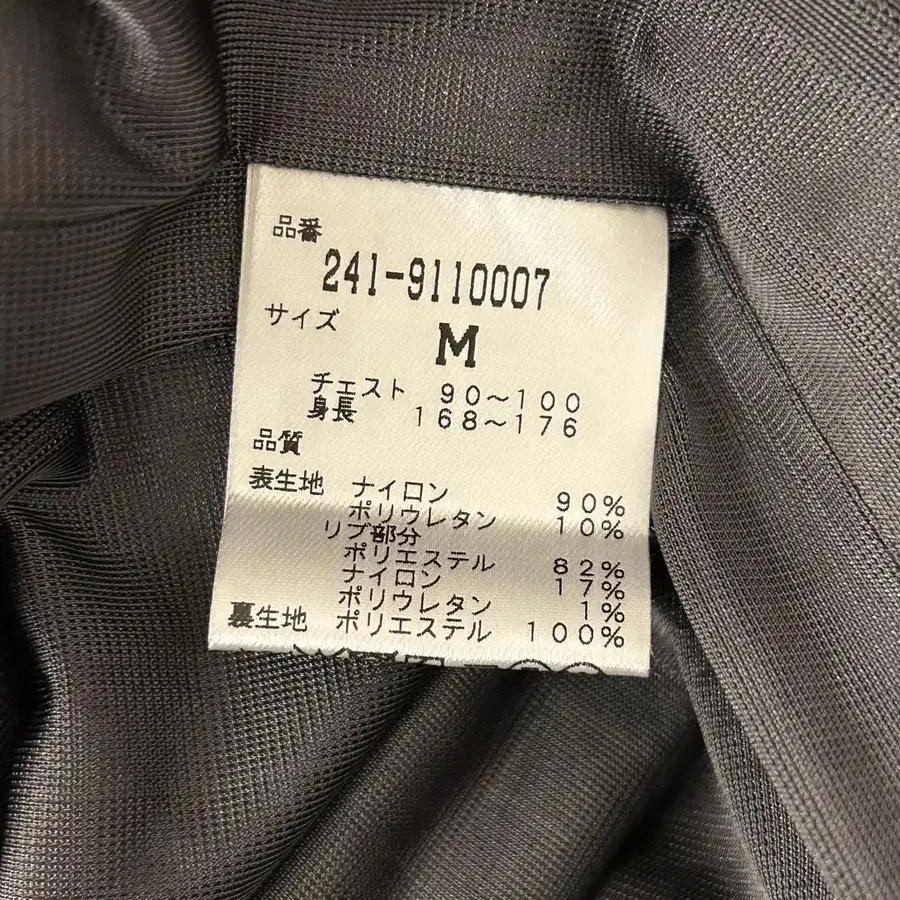 品番
241-9110007
サイズ
M
チェスト 90～100
身長 168～176
品質
表生地 ナイロン 90%
ポリウレタン 10%
リブ部分
ポリエステル 82%
ナイロン 17%
ポリウレタン 1%
裏生地 ポリエステル 100%